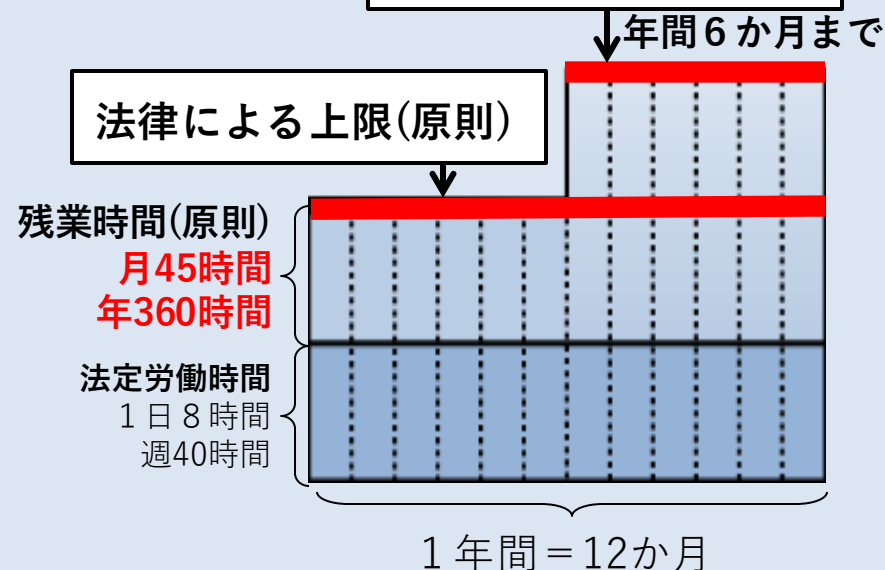 年間６か月まで
法律による上限(原則)
残業時間(原則)
月45時間
年360時間
法定労働時間
１日８時間
週40時間
１年間＝12か月